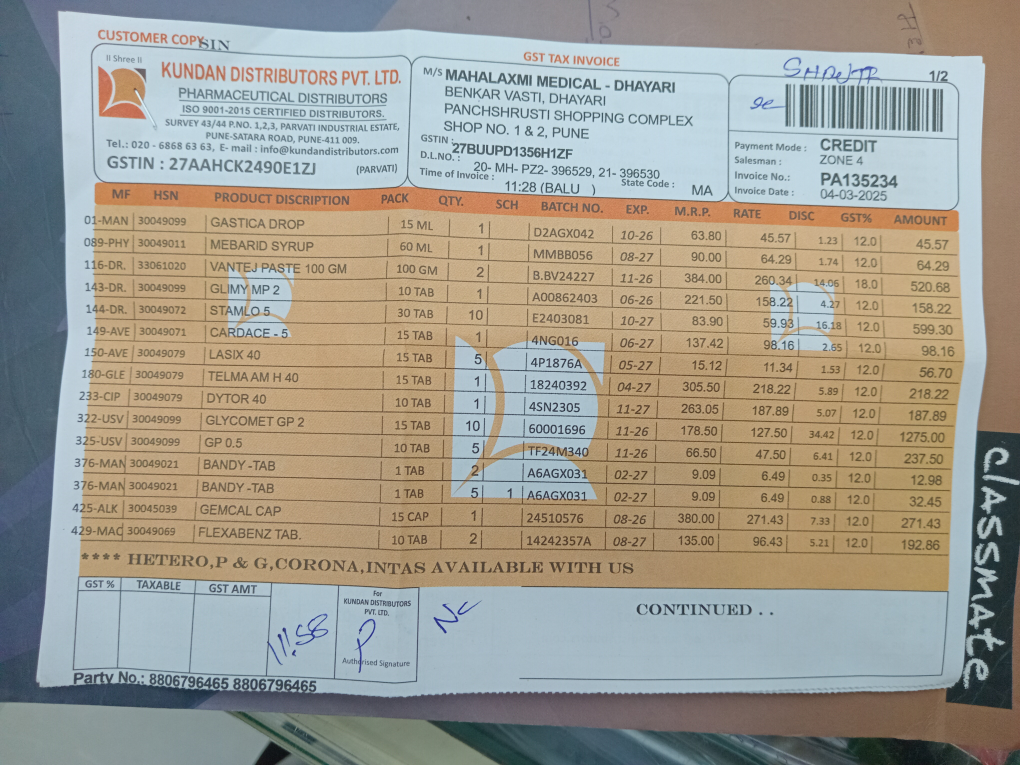 CUSTOMER COPY
SIN
GST TAX INVOICE
II Shree II
KUNDAN DISTRIBUTORS PVT. LTD.
PHARMACEUTICAL DISTRIBUTORS
ISO 9001-2015 CERTIFIED DISTRIBUTORS.
SURVEY 43/44 P.NO. 1,2,3, PARVATI INDUSTRIAL ESTATE,
PUNE-SATARA ROAD, PUNE-411 009.
Tel.: 020 - 6868 63 63, E- mail : info@kundandistributors.com
GSTIN : 27AAHCK2490E1ZJ (PARVATI)
M/S MAHALAXMI MEDICAL - DHAYARI
BENKAR VASTI, DHAYARI
PANCHSHRUSTI SHOPPING COMPLEX
SHOP NO. 1 & 2, PUNE
GSTIN : 27BUUPD1356H1ZF
D.L.NO. : 20- MH- PZ2- 396529, 21- 396530
Time of Invoice : 11:28 (BALU ) State Code : MA
1/2
Payment Mode : CREDIT
Salesman : ZONE 4
Invoice No.: PA135234
Invoice Date : 04-03-2025
MF HSN PRODUCT DISCRIPTION PACK QTY. SCH BATCH NO. EXP. M.R.P. RATE DISC GST% AMOUNT
01-MAN 30049099 GASTICA DROP 15 ML 1 D2AGX042 10-26 63.80 45.57 1.23 12.0 45.57
089-PHY 30049011 MEBARID SYRUP 60 ML 1 MMBB056 08-27 90.00 64.29 1.74 12.0 64.29
116-DR. 33061020 VANTEJ PASTE 100 GM 100 GM 2 B.BV24227 11-26 384.00 260.34 14.06 18.0 520.68
143-DR. 30049099 GLIMY MP 2 10 TAB 1 A00862403 06-26 221.50 158.22 4.27 12.0 158.22
144-DR. 30049072 STAMLO 5 30 TAB 10 E2403081 10-27 83.90 59.93 16.18 12.0 599.30
149-AVE 30049071 CARDACE - 5 15 TAB 1 4NG016 06-27 137.42 98.16 2.65 12.0 98.16
150-AVE 30049079 LASIX 40 15 TAB 5 4P1876A 05-27 15.12 11.34 1.53 12.0 56.70
180-GLE 30049079 TELMA AM H 40 15 TAB 1 18240392 04-27 305.50 218.22 5.89 12.0 218.22
233-CIP 30049079 DYTOR 40 10 TAB 1 4SN2305 11-27 263.05 187.89 5.07 12.0 187.89
322-USV 30049099 GLYCOMET GP 2 15 TAB 10 60001696 11-26 178.50 127.50 34.42 12.0 1275.00
325-USV 30049099 GP 0.5 10 TAB 5 TF24M340 11-26 66.50 47.50 6.41 12.0 237.50
376-MAN 30049021 BANDY -TAB 1 TAB 2 A6AGX031 02-27 9.09 6.49 0.35 12.0 12.98
376-MAN 30049021 BANDY -TAB 1 TAB 5 1 A6AGX031 02-27 9.09 6.49 0.88 12.0 32.45
425-ALK 30045039 GEMCAL CAP 15 CAP 1 24510576 08-26 380.00 271.43 7.33 12.0 271.43
429-MAC 30049069 FLEXABENZ TAB. 10 TAB 2 14242357A 08-27 135.00 96.43 5.21 12.0 192.86
**** HETERO,P & G,CORONA,INTAS AVAILABLE WITH US
GST % TAXABLE GST AMT
For
KUNDAN DISTRIBUTORS
PVT. LTD.
11:58
Nc
Authorised Signature
CONTINUED . .
Party No.: 8806796465 8806796465
classmate